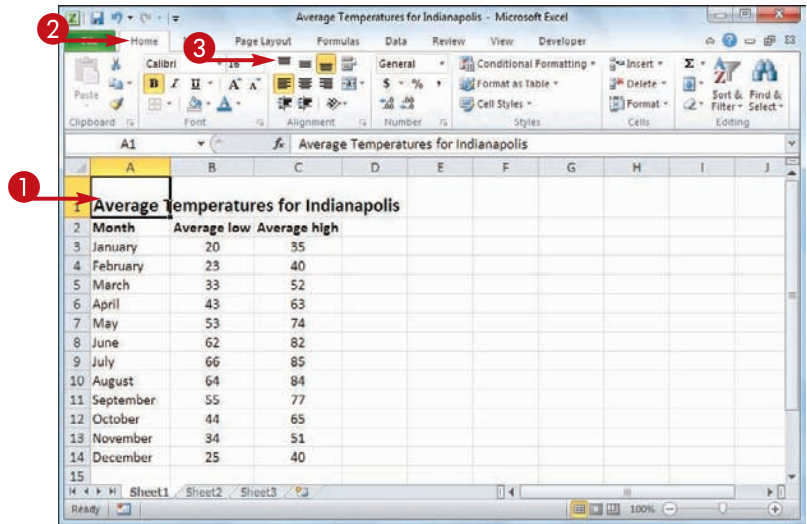 Average Temperatures for Indianapolis - Microsoft Excel
2
Home Page Layout Formulas Data Review View Developer
3
Calibri 16 General Conditional Formatting Insert Σ
Paste B I U A A $ % , Format as Table Delete Sort & Filter Find & Select
A Cell Styles Format
Clipboard Font Alignment Number Styles Cells Editing
A1 fx Average Temperatures for Indianapolis
A B C D E F G H I J
1
1 Average Temperatures for Indianapolis
2 Month Average low Average high
3 January 20 35
4 February 23 40
5 March 33 52
6 April 43 63
7 May 53 74
8 June 62 82
9 July 66 85
10 August 64 84
11 September 55 77
12 October 44 65
13 November 34 51
14 December 25 40
15
Sheet1 Sheet2 Sheet3
Ready 100%